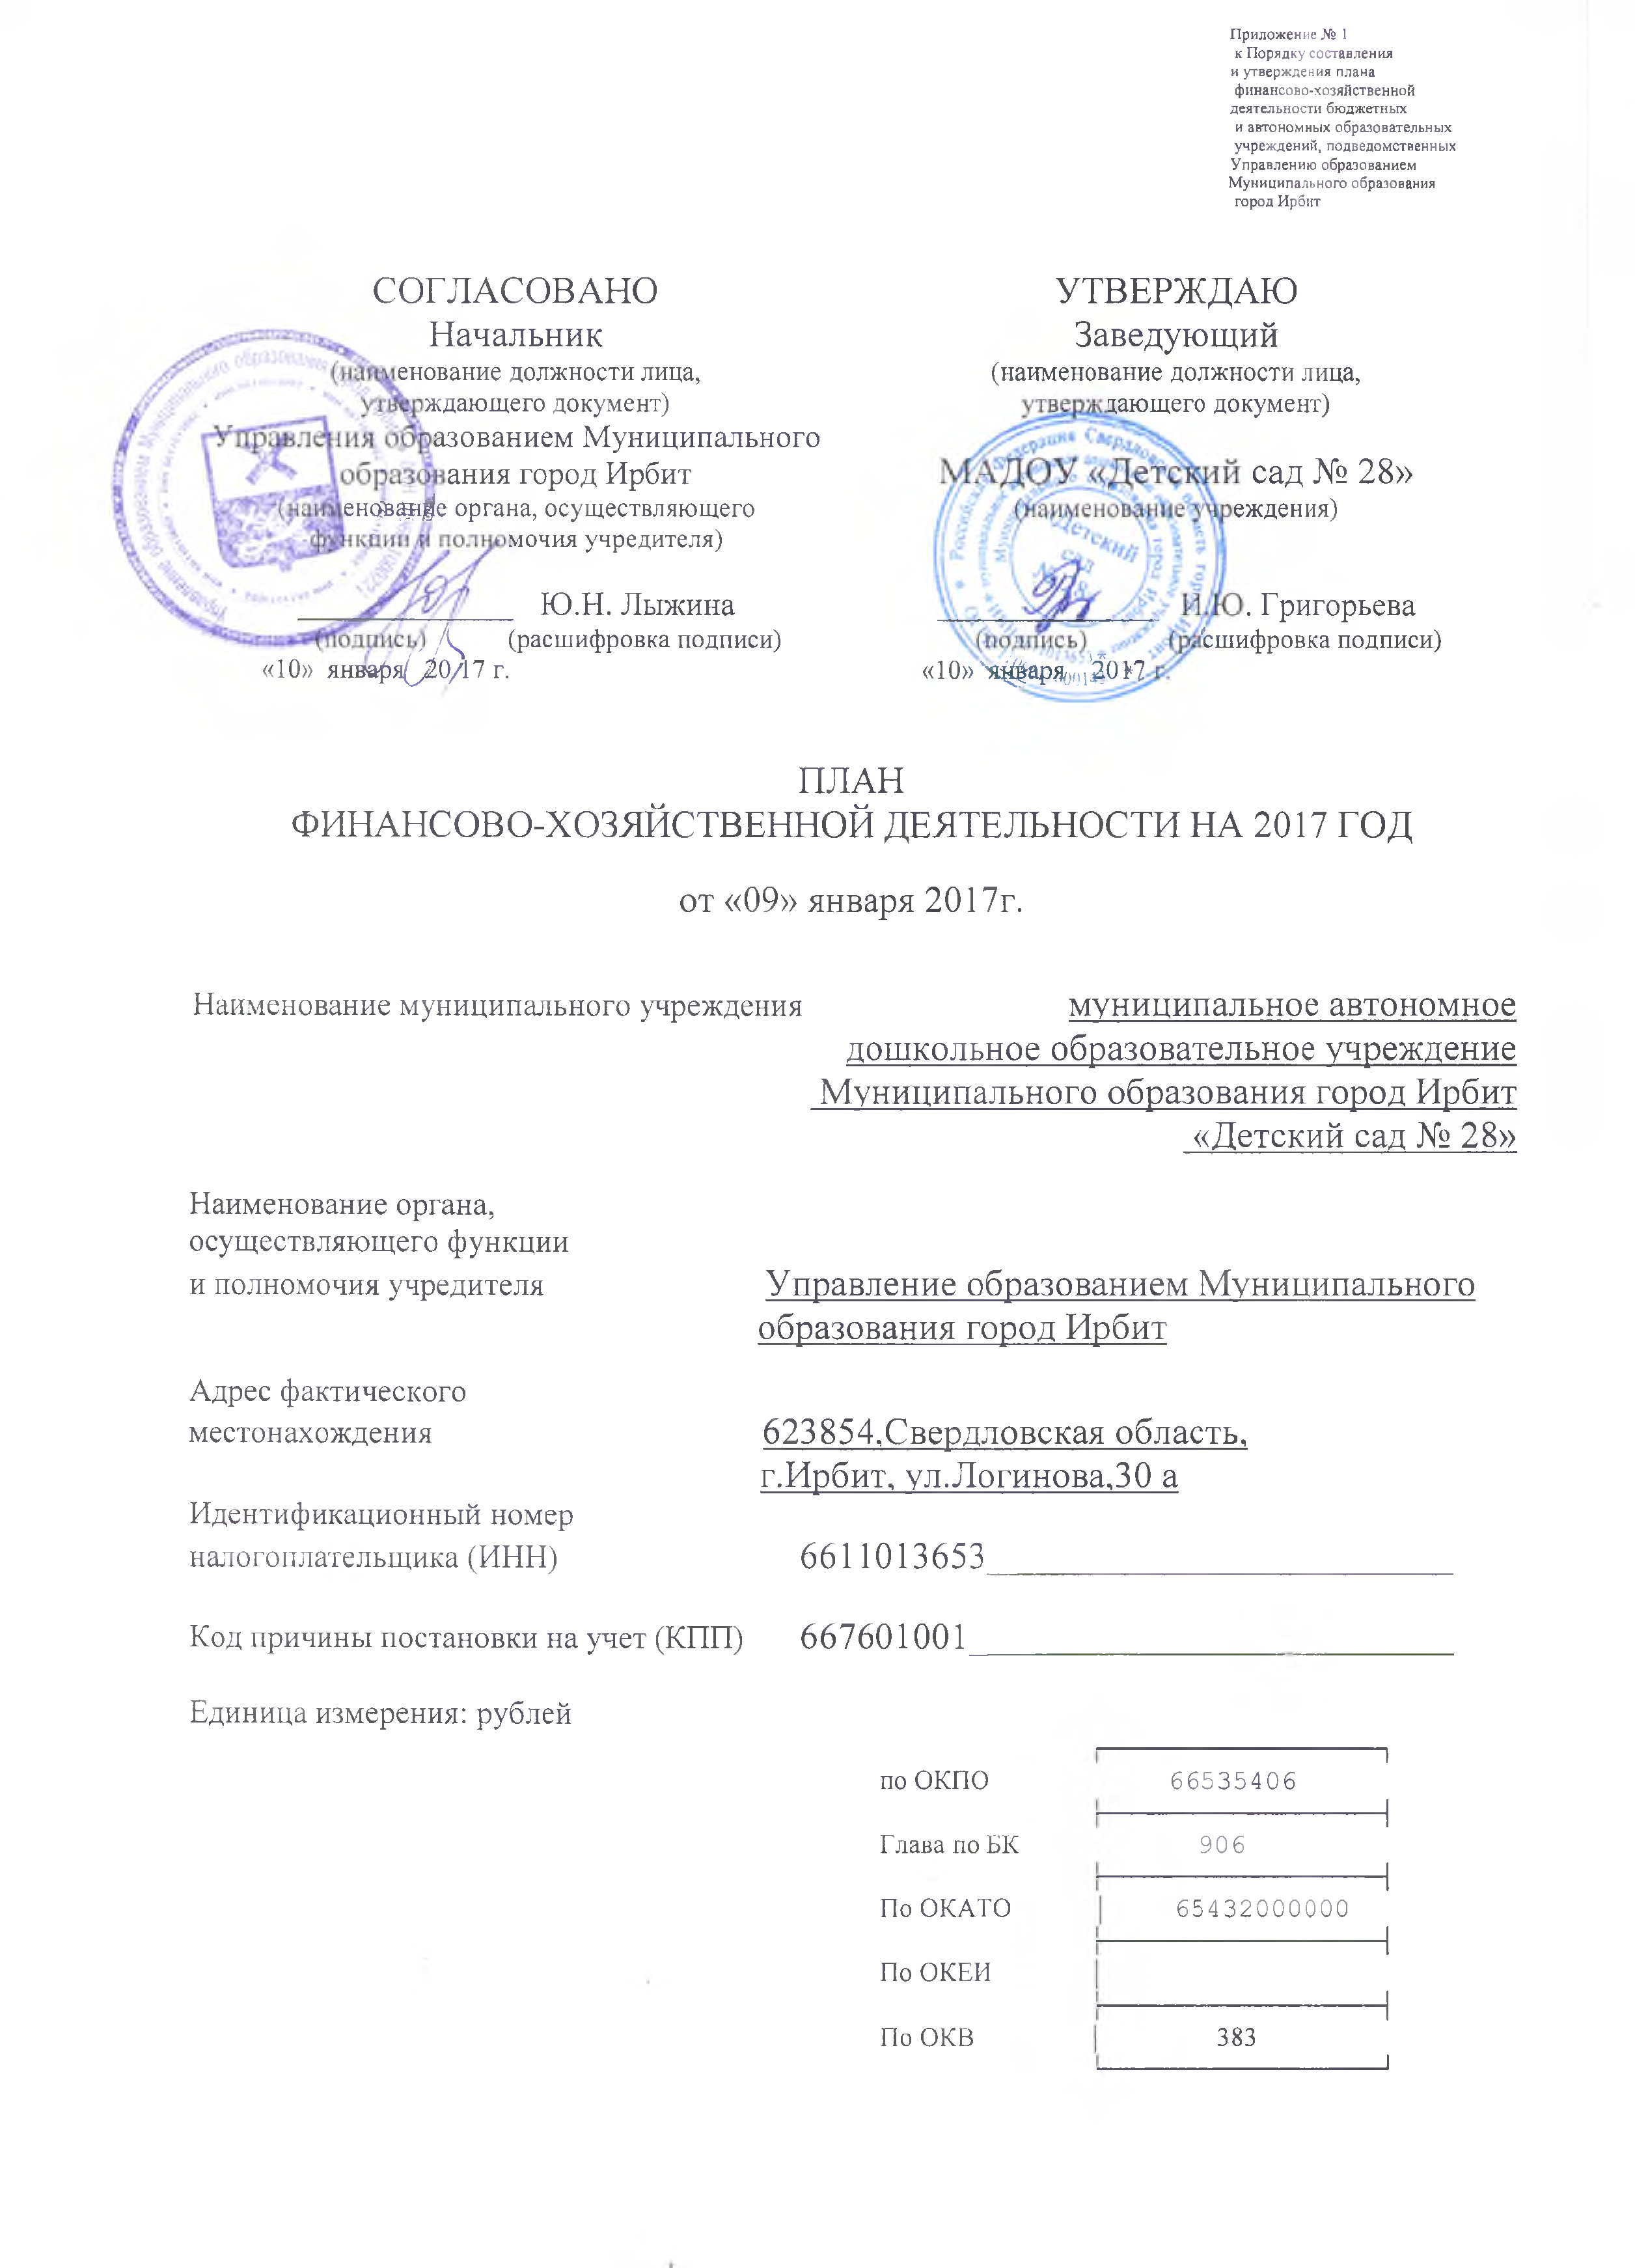 Приложение № 1
к Порядку составления
и утверждения плана
финансово-хозяйственной
деятельности бюджетных
и автономных образовательных
учреждений, подведомственных
Управлению образованием
Муниципального образования
город Ирбит
СОГЛАСОВАНО
Начальник
(наименование должности лица,
утверждающего документ)
Управления образованием Муниципального
образования город Ирбит
(наименование органа, осуществляющего
функции и полномочия учредителя)
Ю.Н. Лыжина
(подпись) (расшифровка подписи)
«10» января 2017 г.
УТВЕРЖДАЮ
Заведующий
(наименование должности лица,
утверждающего документ)
МАДОУ «Детский сад № 28»
(наименование учреждения)
И.Ю. Григорьева
(подпись) (расшифровка подписи)
«10» января 2017 г.
ПЛАН
ФИНАНСОВО-ХОЗЯЙСТВЕННОЙ ДЕЯТЕЛЬНОСТИ НА 2017 ГОД
от «09» января 2017г.
Наименование муниципального учреждения муниципальное автономное
дошкольное образовательное учреждение
Муниципального образования город Ирбит
«Детский сад № 28»
Наименование органа,
осуществляющего функции
и полномочия учредителя Управление образованием Муниципального
образования город Ирбит
Адрес фактического
местонахождения 623854,Свердловская область,
г.Ирбит, ул.Логинова,30 а
Идентификационный номер
налогоплательщика (ИНН) 6611013653
Код причины постановки на учет (КПП) 667601001
Единица измерения: рублей
по ОКПО 66535406
Глава по БК 906
По ОКАТО 65432000000
По ОКЕИ
По ОКВ 383